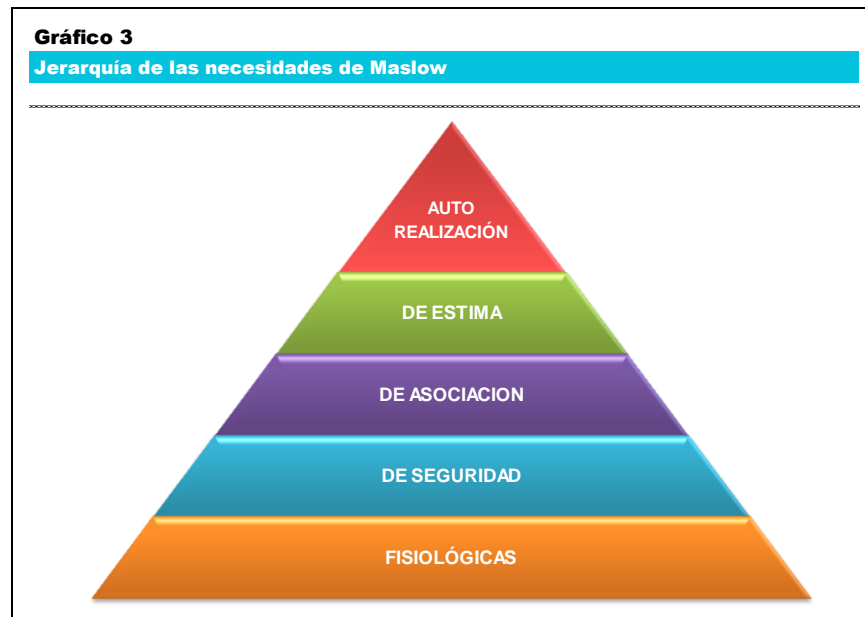 Gráfico 3
Jerarquía de las necesidades de Maslow
AUTO
REALIZACIÓN
DE ESTIMA
DE ASOCIACION
DE SEGURIDAD
FISIOLÓGICAS